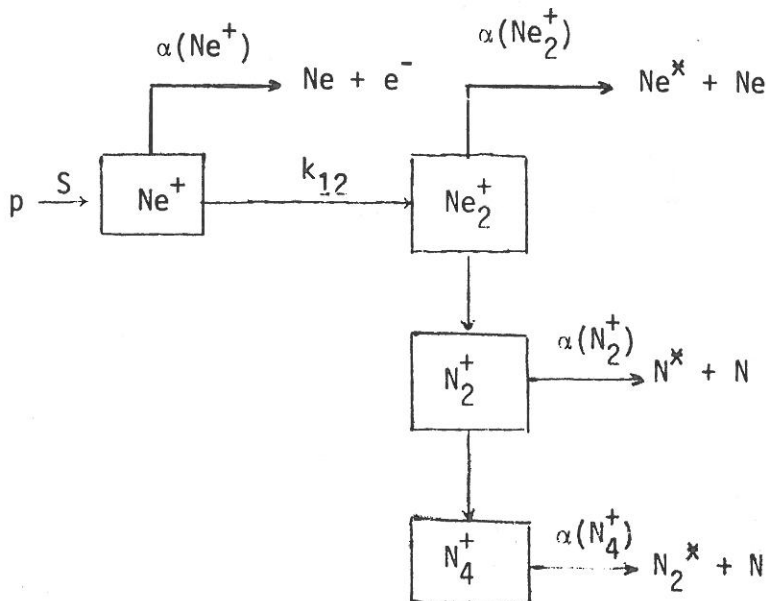 α(Ne⁺) α(Ne₂⁺)
Ne + e⁻ Ne* + Ne
p S Ne⁺ k₁₂ Ne₂⁺
α(N₂⁺)
N₂⁺ N* + N
α(N₄⁺)
N₄⁺ N₂* + N